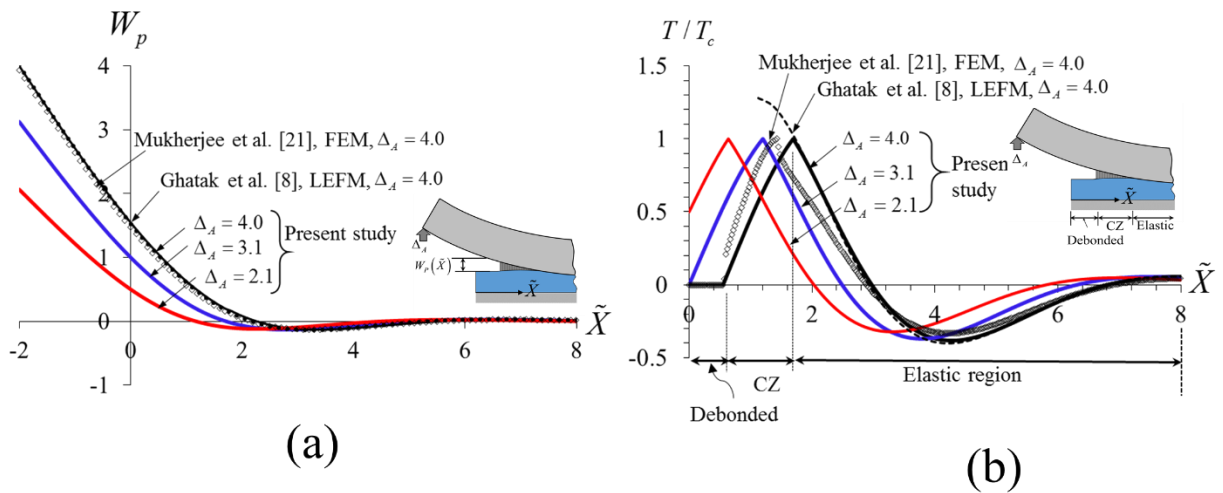 W_p
4
3
2
1
0
-1
-2
0
2
4
6
8
X̃
Mukherjee et al. [21], FEM, Δ_A = 4.0
Ghatak et al. [8], LEFM, Δ_A = 4.0
Δ_A = 4.0
Δ_A = 3.1
Δ_A = 2.1
Present study
Δ_A
W_p(X̃)
X̃
(a)
T / T_c
1.5
1
0.5
0
-0.5
0
2
4
6
8
X̃
Mukherjee et al. [21], FEM, Δ_A = 4.0
Ghatak et al. [8], LEFM, Δ_A = 4.0
Δ_A = 4.0
Δ_A = 3.1
Δ_A = 2.1
Presen
study
Δ_A
X̃
CZ Elastic
Debonded
CZ
Elastic region
Debonded
(b)